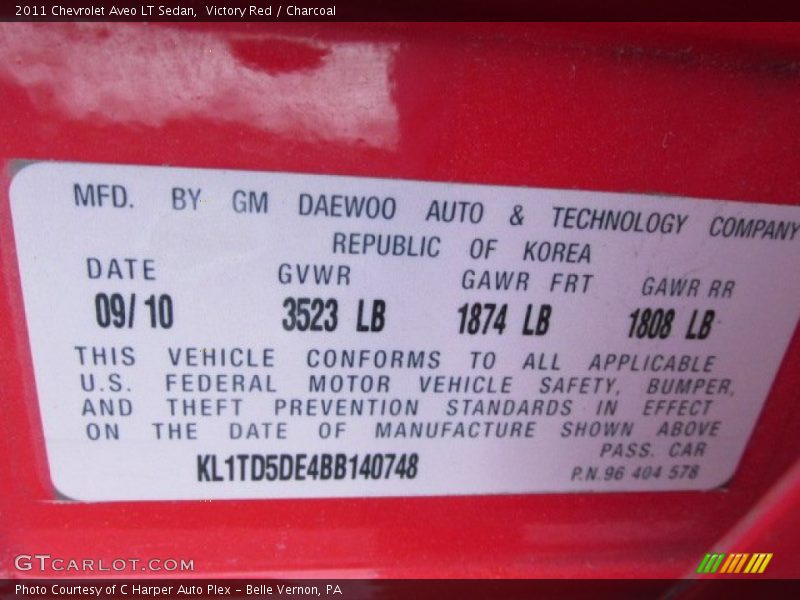 2011 Chevrolet Aveo LT Sedan, Victory Red / Charcoal
MFD. BY GM DAEWOO AUTO & TECHNOLOGY COMPANY
REPUBLIC OF KOREA
DATE GVWR GAWR FRT GAWR RR
09/10 3523 LB 1874 LB 1808 LB
THIS VEHICLE CONFORMS TO ALL APPLICABLE
U.S. FEDERAL MOTOR VEHICLE SAFETY, BUMPER,
AND THEFT PREVENTION STANDARDS IN EFFECT
ON THE DATE OF MANUFACTURE SHOWN ABOVE
PASS. CAR
KL1TD5DE4BB140748 P.N.96 404 578
GTCARLOT.COM
Photo Courtesy of C Harper Auto Plex - Belle Vernon, PA